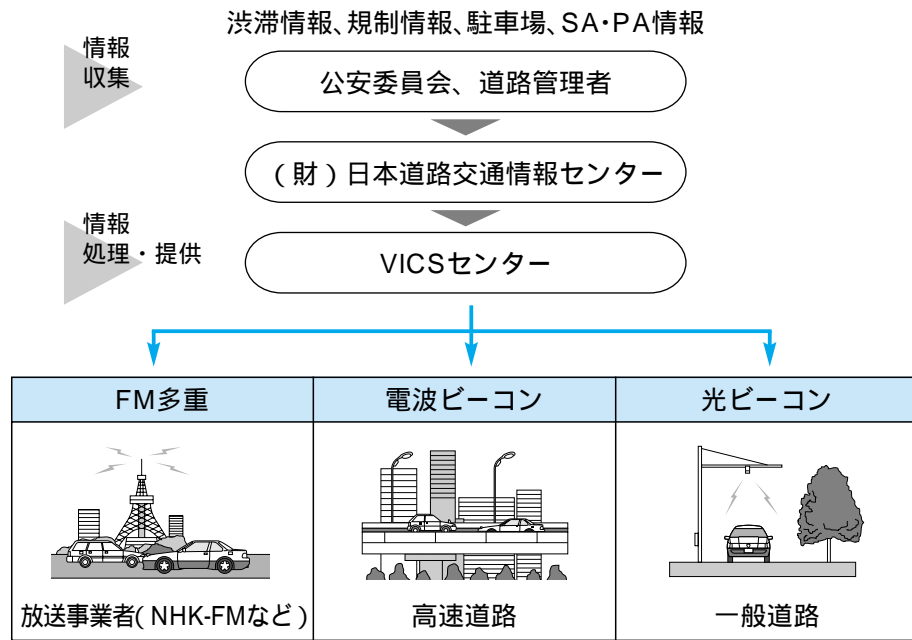 渋滞情報、規制情報、駐車場、SA・PA情報
情報
収集
公安委員会、道路管理者
(財)日本道路交通情報センター
情報
処理・提供
VICSセンター
FM多重
電波ビーコン
光ビーコン
放送事業者(NHK-FMなど)
高速道路
一般道路